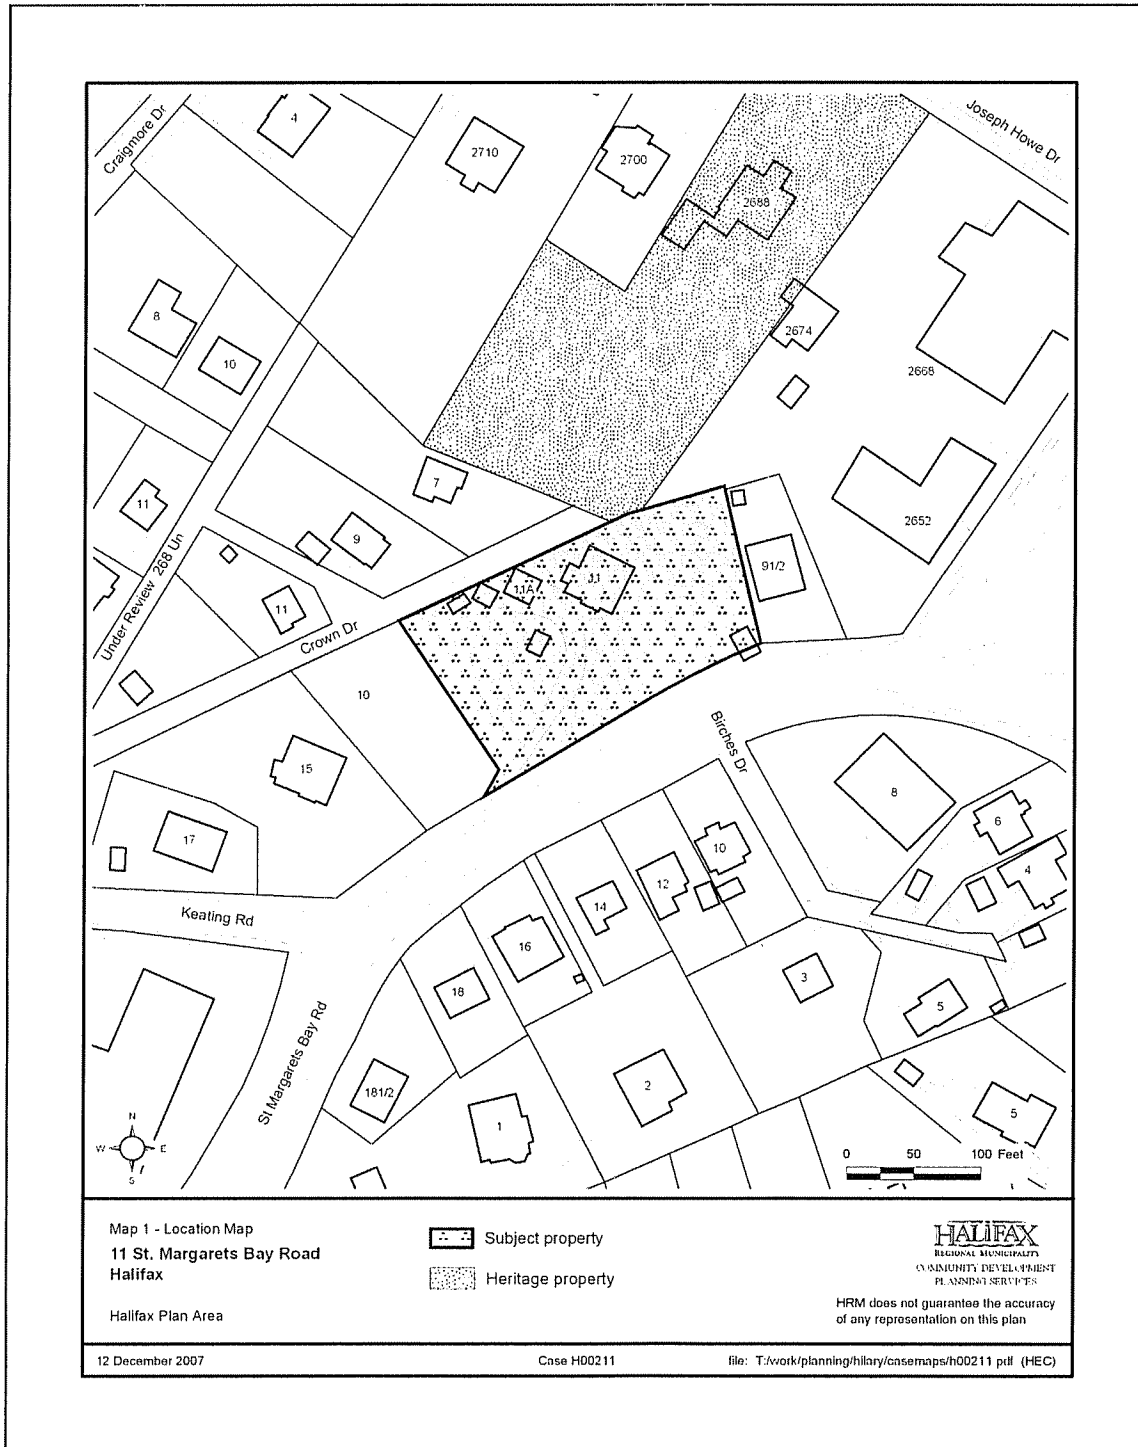 Craigmore Dr
4
2710
2700
2688
Joseph Howe Dr
8
10
2674
2668
11
7
2652
9
11
Under Review 268 Un
11
11A
91/2
Crown Dr
10
Birches Dr
15
17
8
6
4
10
12
14
16
18
3
5
Keating Rd
St Margarets Bay Rd
181/2
1
2
5
N
W E
S
0 50 100 Feet
Map 1 - Location Map
11 St. Margarets Bay Road
Halifax
Halifax Plan Area
Subject property
Heritage property
HALIFAX
REGIONAL MUNICIPALITY
COMMUNITY DEVELOPMENT
PLANNING SERVICES
HRM does not guarantee the accuracy
of any representation on this plan
12 December 2007
Case H00211
file: T:/work/planning/hilary/casemaps/h00211 pdf (HEC)